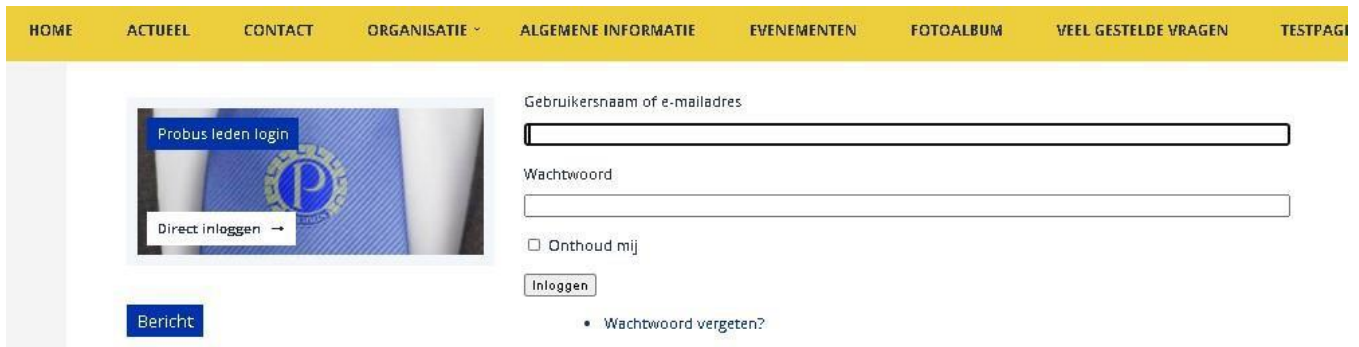 HOME ACTUEEL CONTACT ORGANISATIE ALGEMENE INFORMATIE EVENEMENTEN FOTOALBUM VEEL GESTELDE VRAGEN TESTPAG
Probus leden login
P
Direct inloggen →
Bericht
Gebruikersnaam of e-mailadres
Wachtwoord
Onthoud mij
Inloggen
• Wachtwoord vergeten?